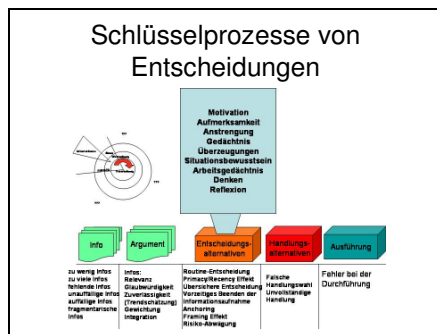 Schlüsselprozesse von
Entscheidungen
Motivation
Aufmerksamkeit
Anstrengung
Gedächtnis
Überzeugungen
Situationsbewusstsein
Arbeitsgedächtnis
Denken
Reflexion
Info
Argument
Entscheidungs-
alternativen
Handlungs-
alternativen
Ausführung
zu wenig Infos
zu viele Infos
fehlende Infos
unauffällige Infos
auffällige Infos
fragmentarische
Infos
Infos:
Relevanz
Glaubwürdigkeit
Zuverlässigkeit
(Trendschätzung)
Gewichtung
Integration
Routine-Entscheidung
Primacy/Recency Effekt
Übersichere Entscheidung
Vorzeitiges Beenden der
Informationsaufnahme
Anchoring
Framing Effekt
Risiko-Abwägung
Falsche
Handlungswahl
Unvollständige
Handlung
Fehler bei der
Durchführung